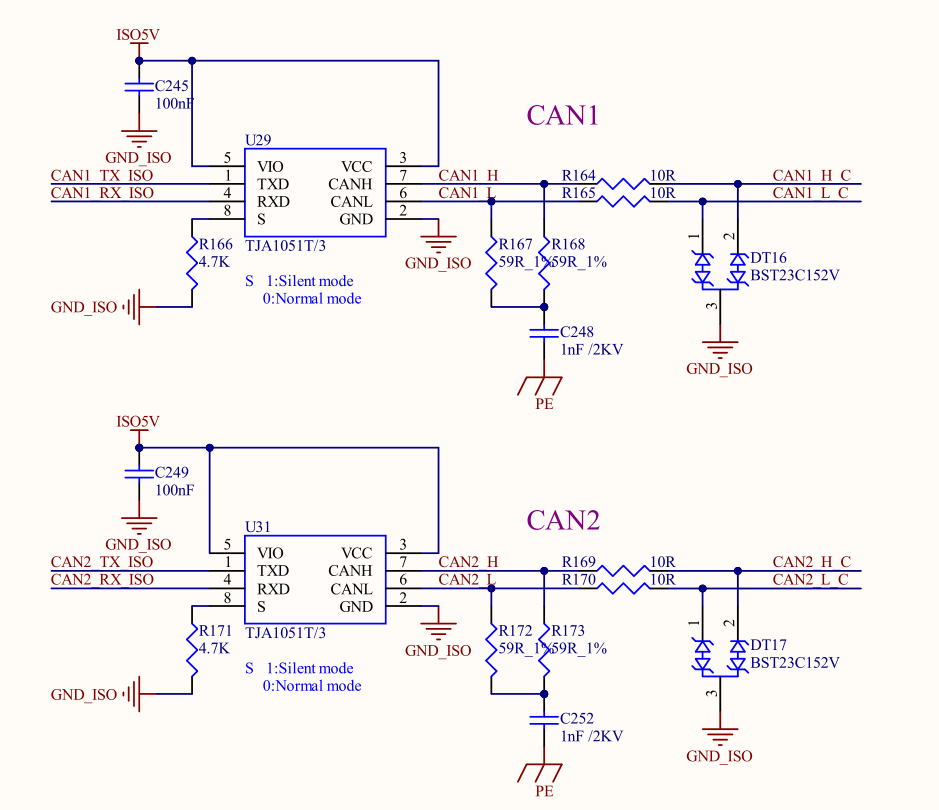 ISO5V
C245
100nF
GND_ISO
CAN1
U29
5 VIO VCC 3
CAN1_TX_ISO 1 TXD CANH 7 CAN1_H R164 10R CAN1_H_C
CAN1_RX_ISO 4 RXD CANL 6 CAN1_L R165 10R CAN1_L_C
8 S GND 2
TJA1051T/3
R166
4.7K
GND_ISO
S 1:Silent mode
0:Normal mode
GND_ISO
R167 R168
59R_1% 59R_1%
1 2
DT16
BST23C152V
3
C248
1nF /2KV
GND_ISO
PE
ISO5V
C249
100nF
GND_ISO
CAN2
U31
5 VIO VCC 3
CAN2_TX_ISO 1 TXD CANH 7 CAN2_H R169 10R CAN2_H_C
CAN2_RX_ISO 4 RXD CANL 6 CAN2_L R170 10R CAN2_L_C
8 S GND 2
TJA1051T/3
R171
4.7K
GND_ISO
S 1:Silent mode
0:Normal mode
GND_ISO
R172 R173
59R_1% 59R_1%
1 2
DT17
BST23C152V
3
C252
1nF /2KV
GND_ISO
PE